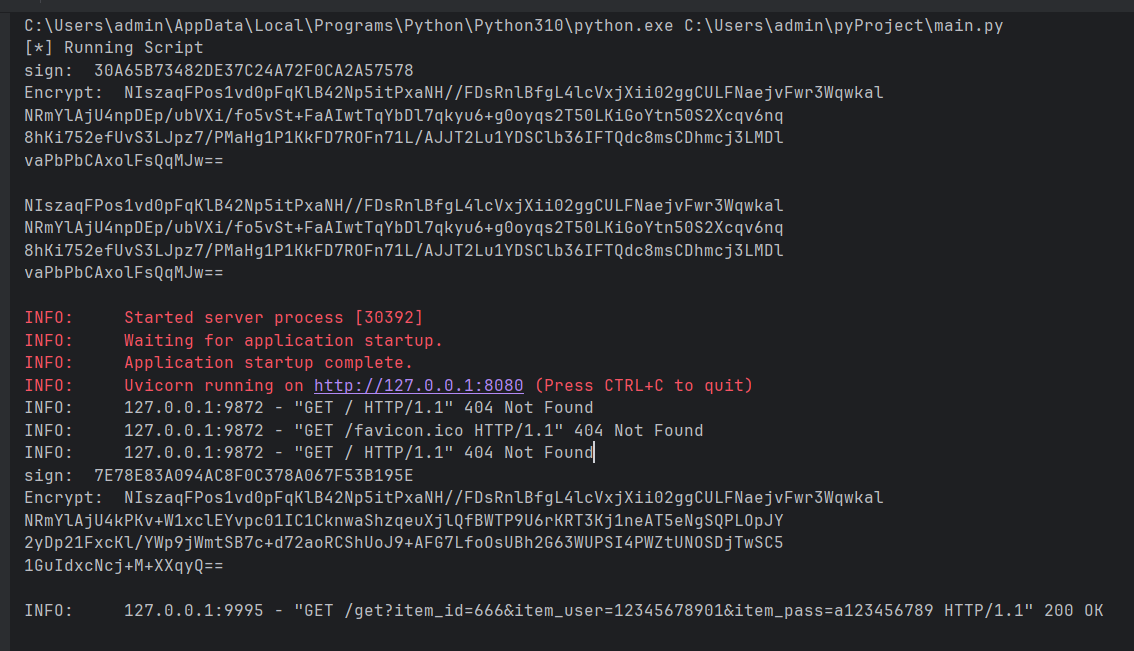 C:\Users\admin\AppData\Local\Programs\Python\Python310\python.exe C:\Users\admin\pyProject\main.py
[*] Running Script
sign:  30A65B73482DE37C24A72F0CA2A57578
Encrypt:  NIszaqFPos1vd0pFqKlB42Np5itPxaNH//FDsRnlBfgL4lcVxjXii02ggCULFNaejvFwr3Wqwkal
NRmYlAjU4npDEp/ubVXi/fo5vSt+FaAIwtTqYbDl7qkyu6+g0oyqs2T50LKiGoYtn50S2Xcqv6nq
8hKi752efUvS3LJpz7/PMaHg1P1KkFD7ROFn71L/AJJT2Lu1YDSClb36IFTQdc8msCDhmcj3LMDl
vaPbPbCAxolFsQqMJw==
NIszaqFPos1vd0pFqKlB42Np5itPxaNH//FDsRnlBfgL4lcVxjXii02ggCULFNaejvFwr3Wqwkal
NRmYlAjU4npDEp/ubVXi/fo5vSt+FaAIwtTqYbDl7qkyu6+g0oyqs2T50LKiGoYtn50S2Xcqv6nq
8hKi752efUvS3LJpz7/PMaHg1P1KkFD7ROFn71L/AJJT2Lu1YDSClb36IFTQdc8msCDhmcj3LMDl
vaPbPbCAxolFsQqMJw==
INFO:     Started server process [30392]
INFO:     Waiting for application startup.
INFO:     Application startup complete.
INFO:     Uvicorn running on http://127.0.0.1:8080 (Press CTRL+C to quit)
INFO:     127.0.0.1:9872 - "GET / HTTP/1.1" 404 Not Found
INFO:     127.0.0.1:9872 - "GET /favicon.ico HTTP/1.1" 404 Not Found
INFO:     127.0.0.1:9872 - "GET / HTTP/1.1" 404 Not Found
sign:  7E78E83A094AC8F0C378A067F53B195E
Encrypt:  NIszaqFPos1vd0pFqKlB42Np5itPxaNH//FDsRnlBfgL4lcVxjXii02ggCULFNaejvFwr3Wqwkal
NRmYlAjU4kPKv+W1xclEYvpc01IC1CknwaShzqeuXjlQfBWTP9U6rKRT3Kj1neAT5eNgSQPLOpJY
2yDp21FxcKl/YWp9jWmtSB7c+d72aoRCShUoJ9+AFG7LfoOsUBh2G63WUPSI4PWZtUNOSDjTwSC5
1GuIdxcNcj+M+XXqyQ==
INFO:     127.0.0.1:9995 - "GET /get?item_id=666&item_user=12345678901&item_pass=a123456789 HTTP/1.1" 200 OK